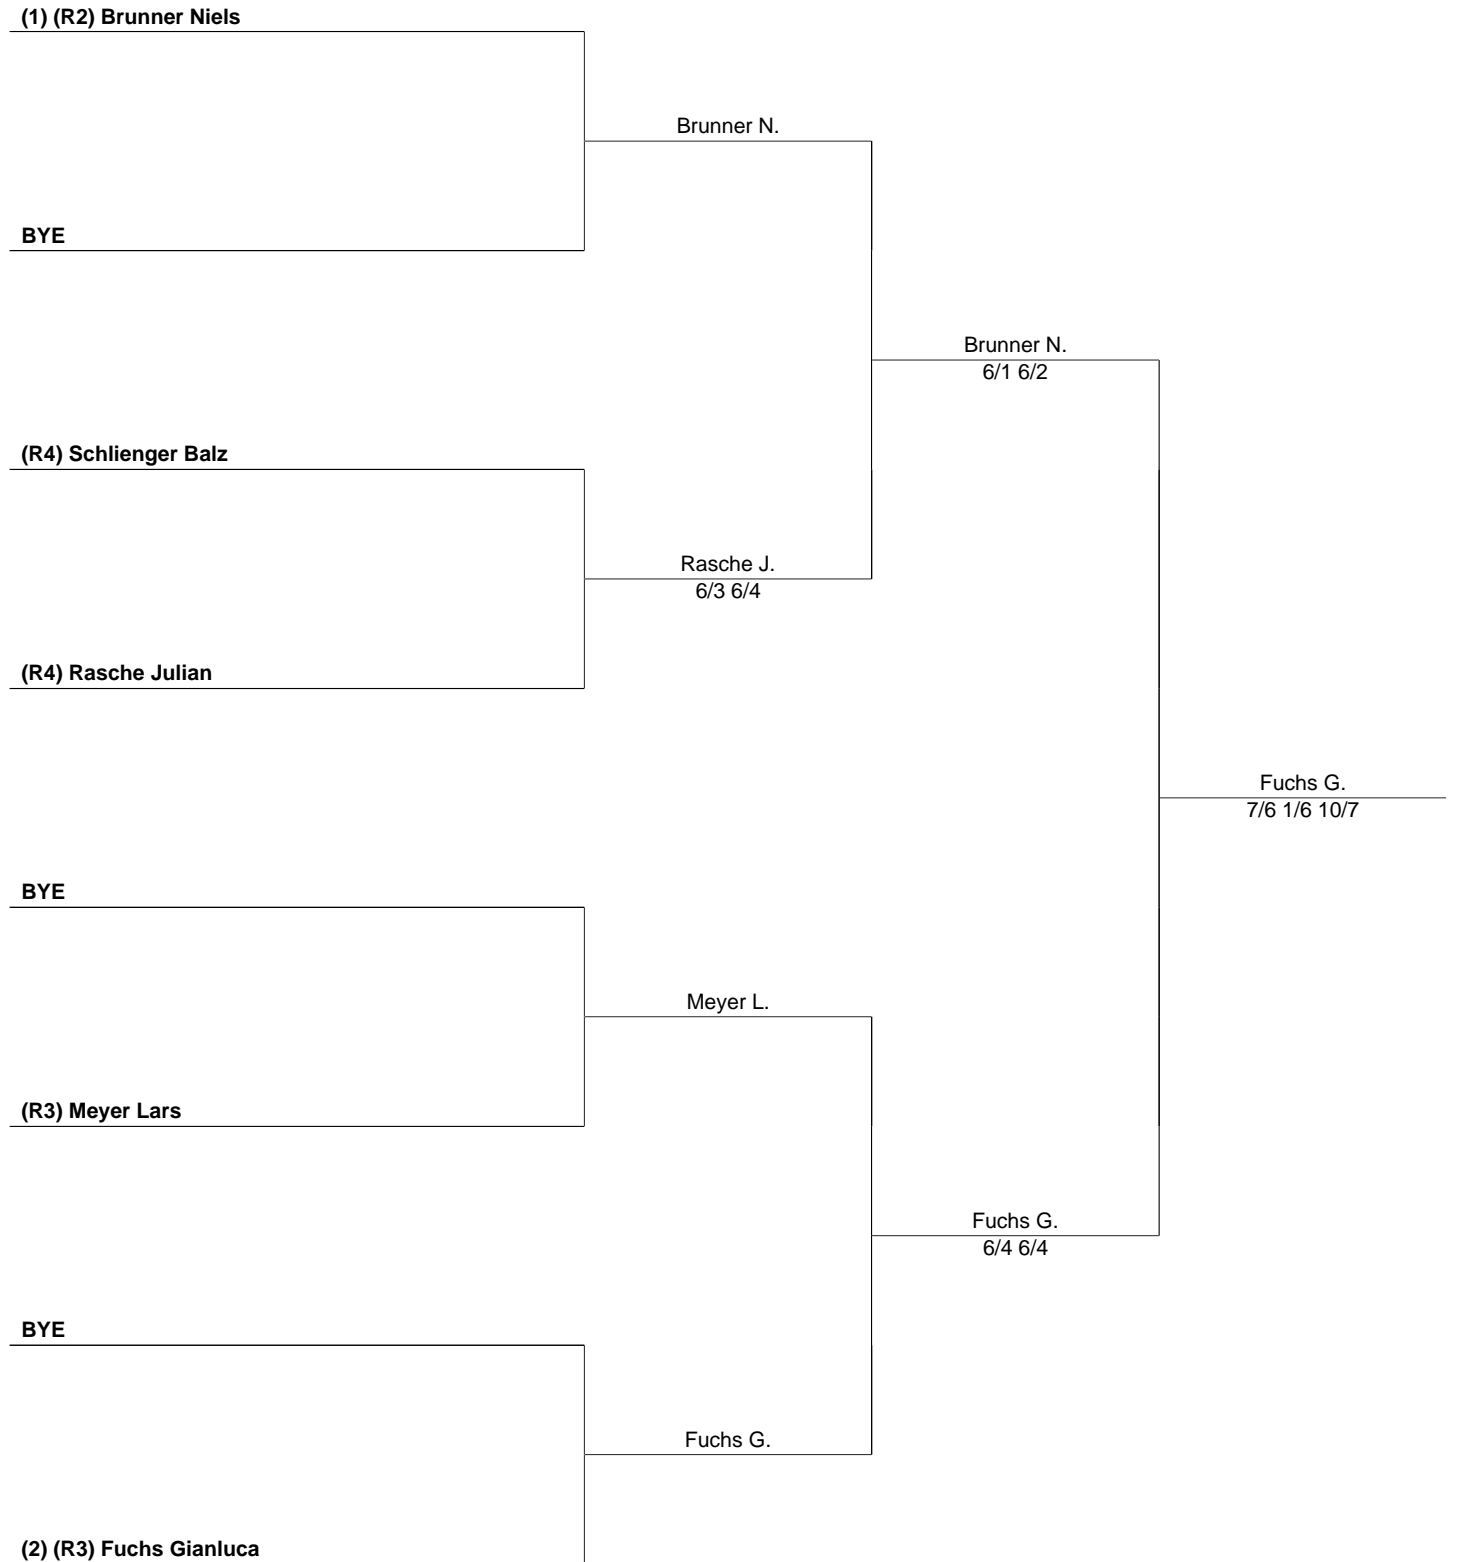 (1) (R2) Brunner Niels
Brunner N.
BYE
Brunner N.
6/1 6/2
(R4) Schlienger Balz
Rasche J.
6/3 6/4
(R4) Rasche Julian
Fuchs G.
7/6 1/6 10/7
BYE
Meyer L.
(R3) Meyer Lars
Fuchs G.
6/4 6/4
BYE
Fuchs G.
(2) (R3) Fuchs Gianluca